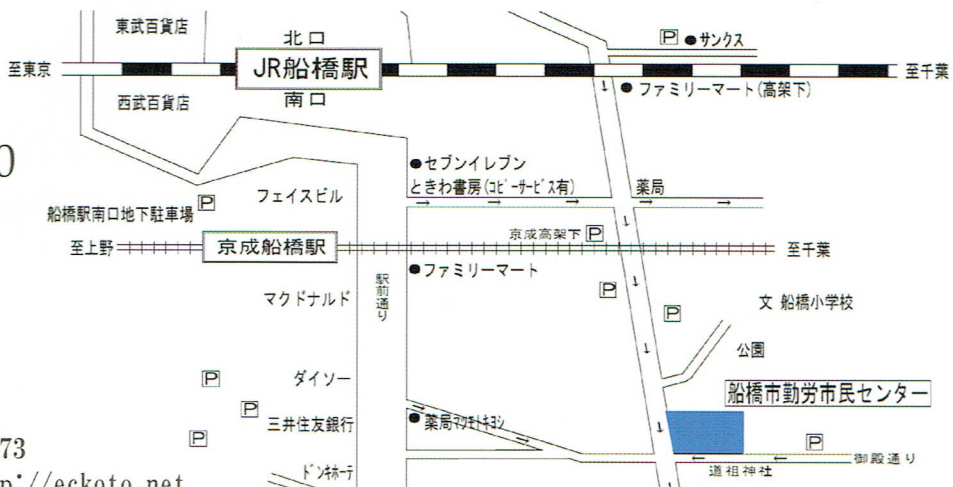 東武百貨店
北口
P サンクス
至東京
JR船橋駅
至千葉
西武百貨店
南口
ファミリーマート(高架下)
セブンイレブン
ときわ書房(コピーサービス有)
薬局
フェイスビル
船橋駅南口地下駐車場 P
京成高架下 P
至上野
京成船橋駅
至千葉
ファミリーマート
駅前通り
マクドナルド
P
P
文 船橋小学校
公園
P
ダイソー
船橋市勤労市民センター
P
三井住友銀行
薬局マツモトキヨシ
P
P
御殿通り
道祖神社
ドンキホーテ
73
p://eckoto.net